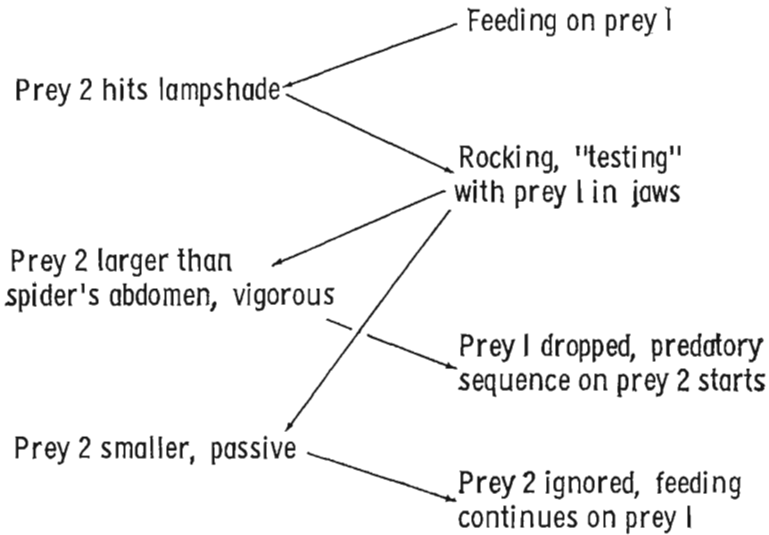 Feeding on prey 1
Prey 2 hits lampshade
Rocking, "testing"
with prey 1 in jaws
Prey 2 larger than
spider's abdomen, vigorous
Prey 1 dropped, predatory
sequence on prey 2 starts
Prey 2 smaller, passive
Prey 2 ignored, feeding
continues on prey 1